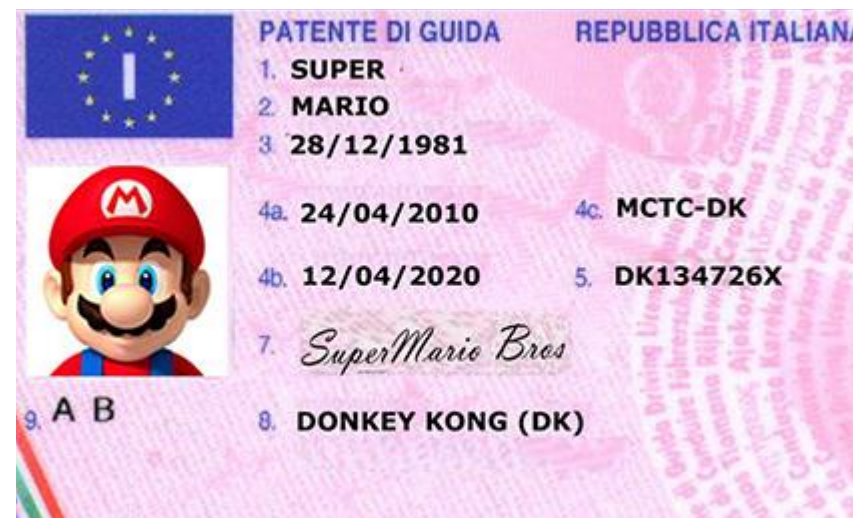 I
PATENTE DI GUIDA REPUBBLICA ITALIANA
1. SUPER
2. MARIO
3. 28/12/1981
M
4a. 24/04/2010 4c. MCTC-DK
4b. 12/04/2020 5. DK134726X
7. SuperMario Bros
9. A B 8. DONKEY KONG (DK)